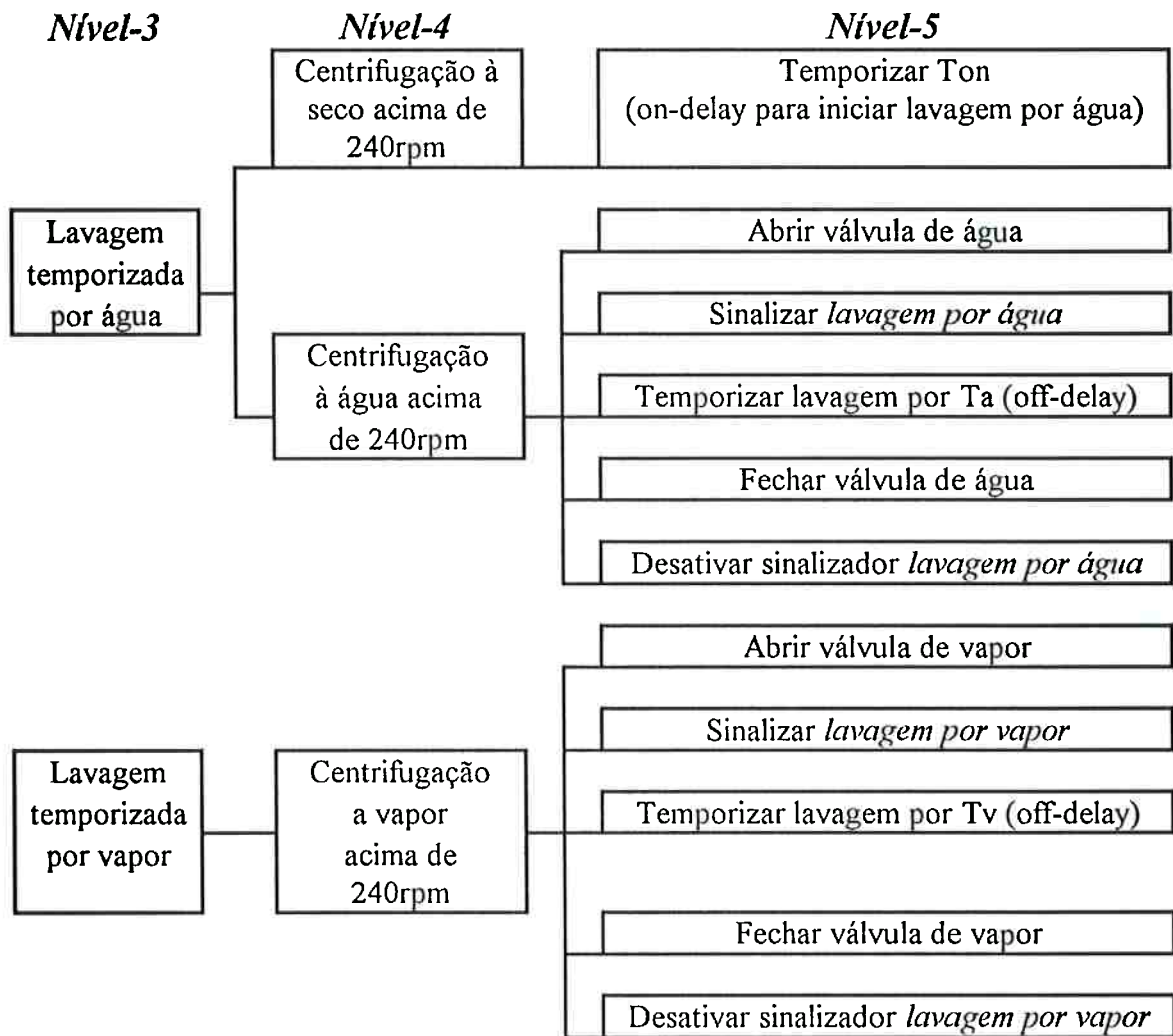 Nível-3
Nível-4
Nível-5
Centrifugação à
seco acima de
240rpm
Temporizar Ton
(on-delay para iniciar lavagem por água)
Lavagem
temporizada
por água
Centrifugação
à água acima
de 240rpm
Abrir válvula de água
Sinalizar lavagem por água
Temporizar lavagem por Ta (off-delay)
Fechar válvula de água
Desativar sinalizador lavagem por água
Lavagem
temporizada
por vapor
Centrifugação
a vapor
acima de
240rpm
Abrir válvula de vapor
Sinalizar lavagem por vapor
Temporizar lavagem por Tv (off-delay)
Fechar válvula de vapor
Desativar sinalizador lavagem por vapor